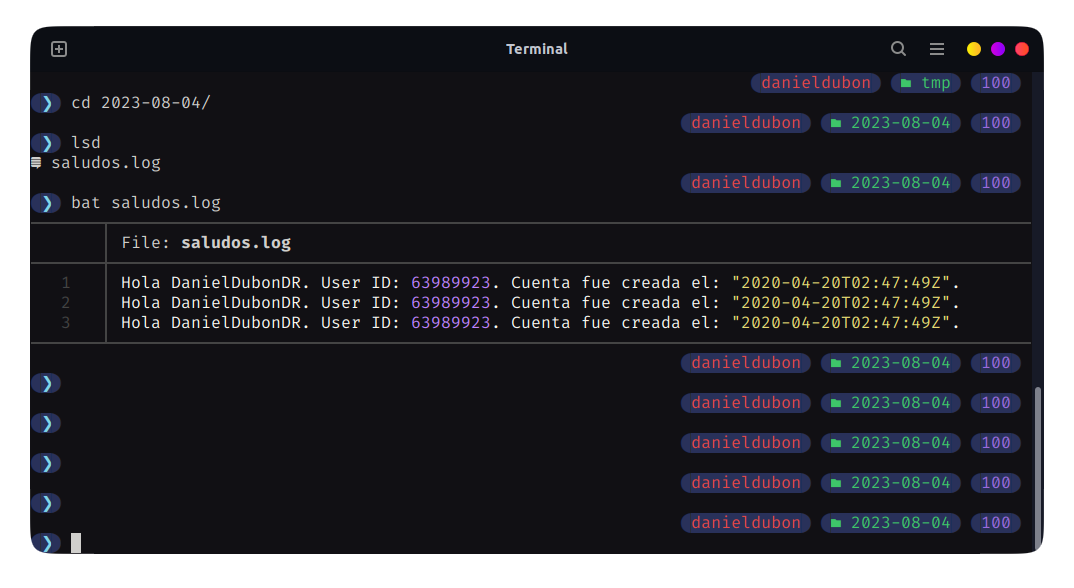 Terminal
danieldubon tmp 100
❯ cd 2023-08-04/
danieldubon 2023-08-04 100
❯ lsd
saludos.log
danieldubon 2023-08-04 100
❯ bat saludos.log
File: saludos.log
1 Hola DanielDubonDR. User ID: 63989923. Cuenta fue creada el: "2020-04-20T02:47:49Z".
2 Hola DanielDubonDR. User ID: 63989923. Cuenta fue creada el: "2020-04-20T02:47:49Z".
3 Hola DanielDubonDR. User ID: 63989923. Cuenta fue creada el: "2020-04-20T02:47:49Z".
danieldubon 2023-08-04 100
❯
danieldubon 2023-08-04 100
❯
danieldubon 2023-08-04 100
❯
danieldubon 2023-08-04 100
❯
danieldubon 2023-08-04 100
❯